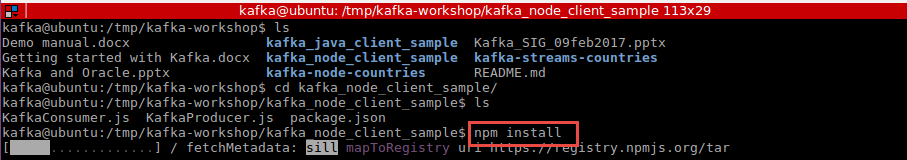 kafka@ubuntu: /tmp/kafka-workshop/kafka_node_client_sample 113x29
kafka@ubuntu:/tmp/kafka-workshop$ ls
Demo manual.docx kafka_java_client_sample Kafka_SIG_09feb2017.pptx
Getting started with Kafka.docx kafka_node_client_sample kafka-streams-countries
Kafka and Oracle.pptx kafka-node-countries README.md
kafka@ubuntu:/tmp/kafka-workshop$ cd kafka_node_client_sample/
kafka@ubuntu:/tmp/kafka-workshop/kafka_node_client_sample$ ls
KafkaConsumer.js KafkaProducer.js package.json
kafka@ubuntu:/tmp/kafka-workshop/kafka_node_client_sample$ npm install
[ .............] / fetchMetadata: sill mapToRegistry uri https://registry.npmjs.org/tar